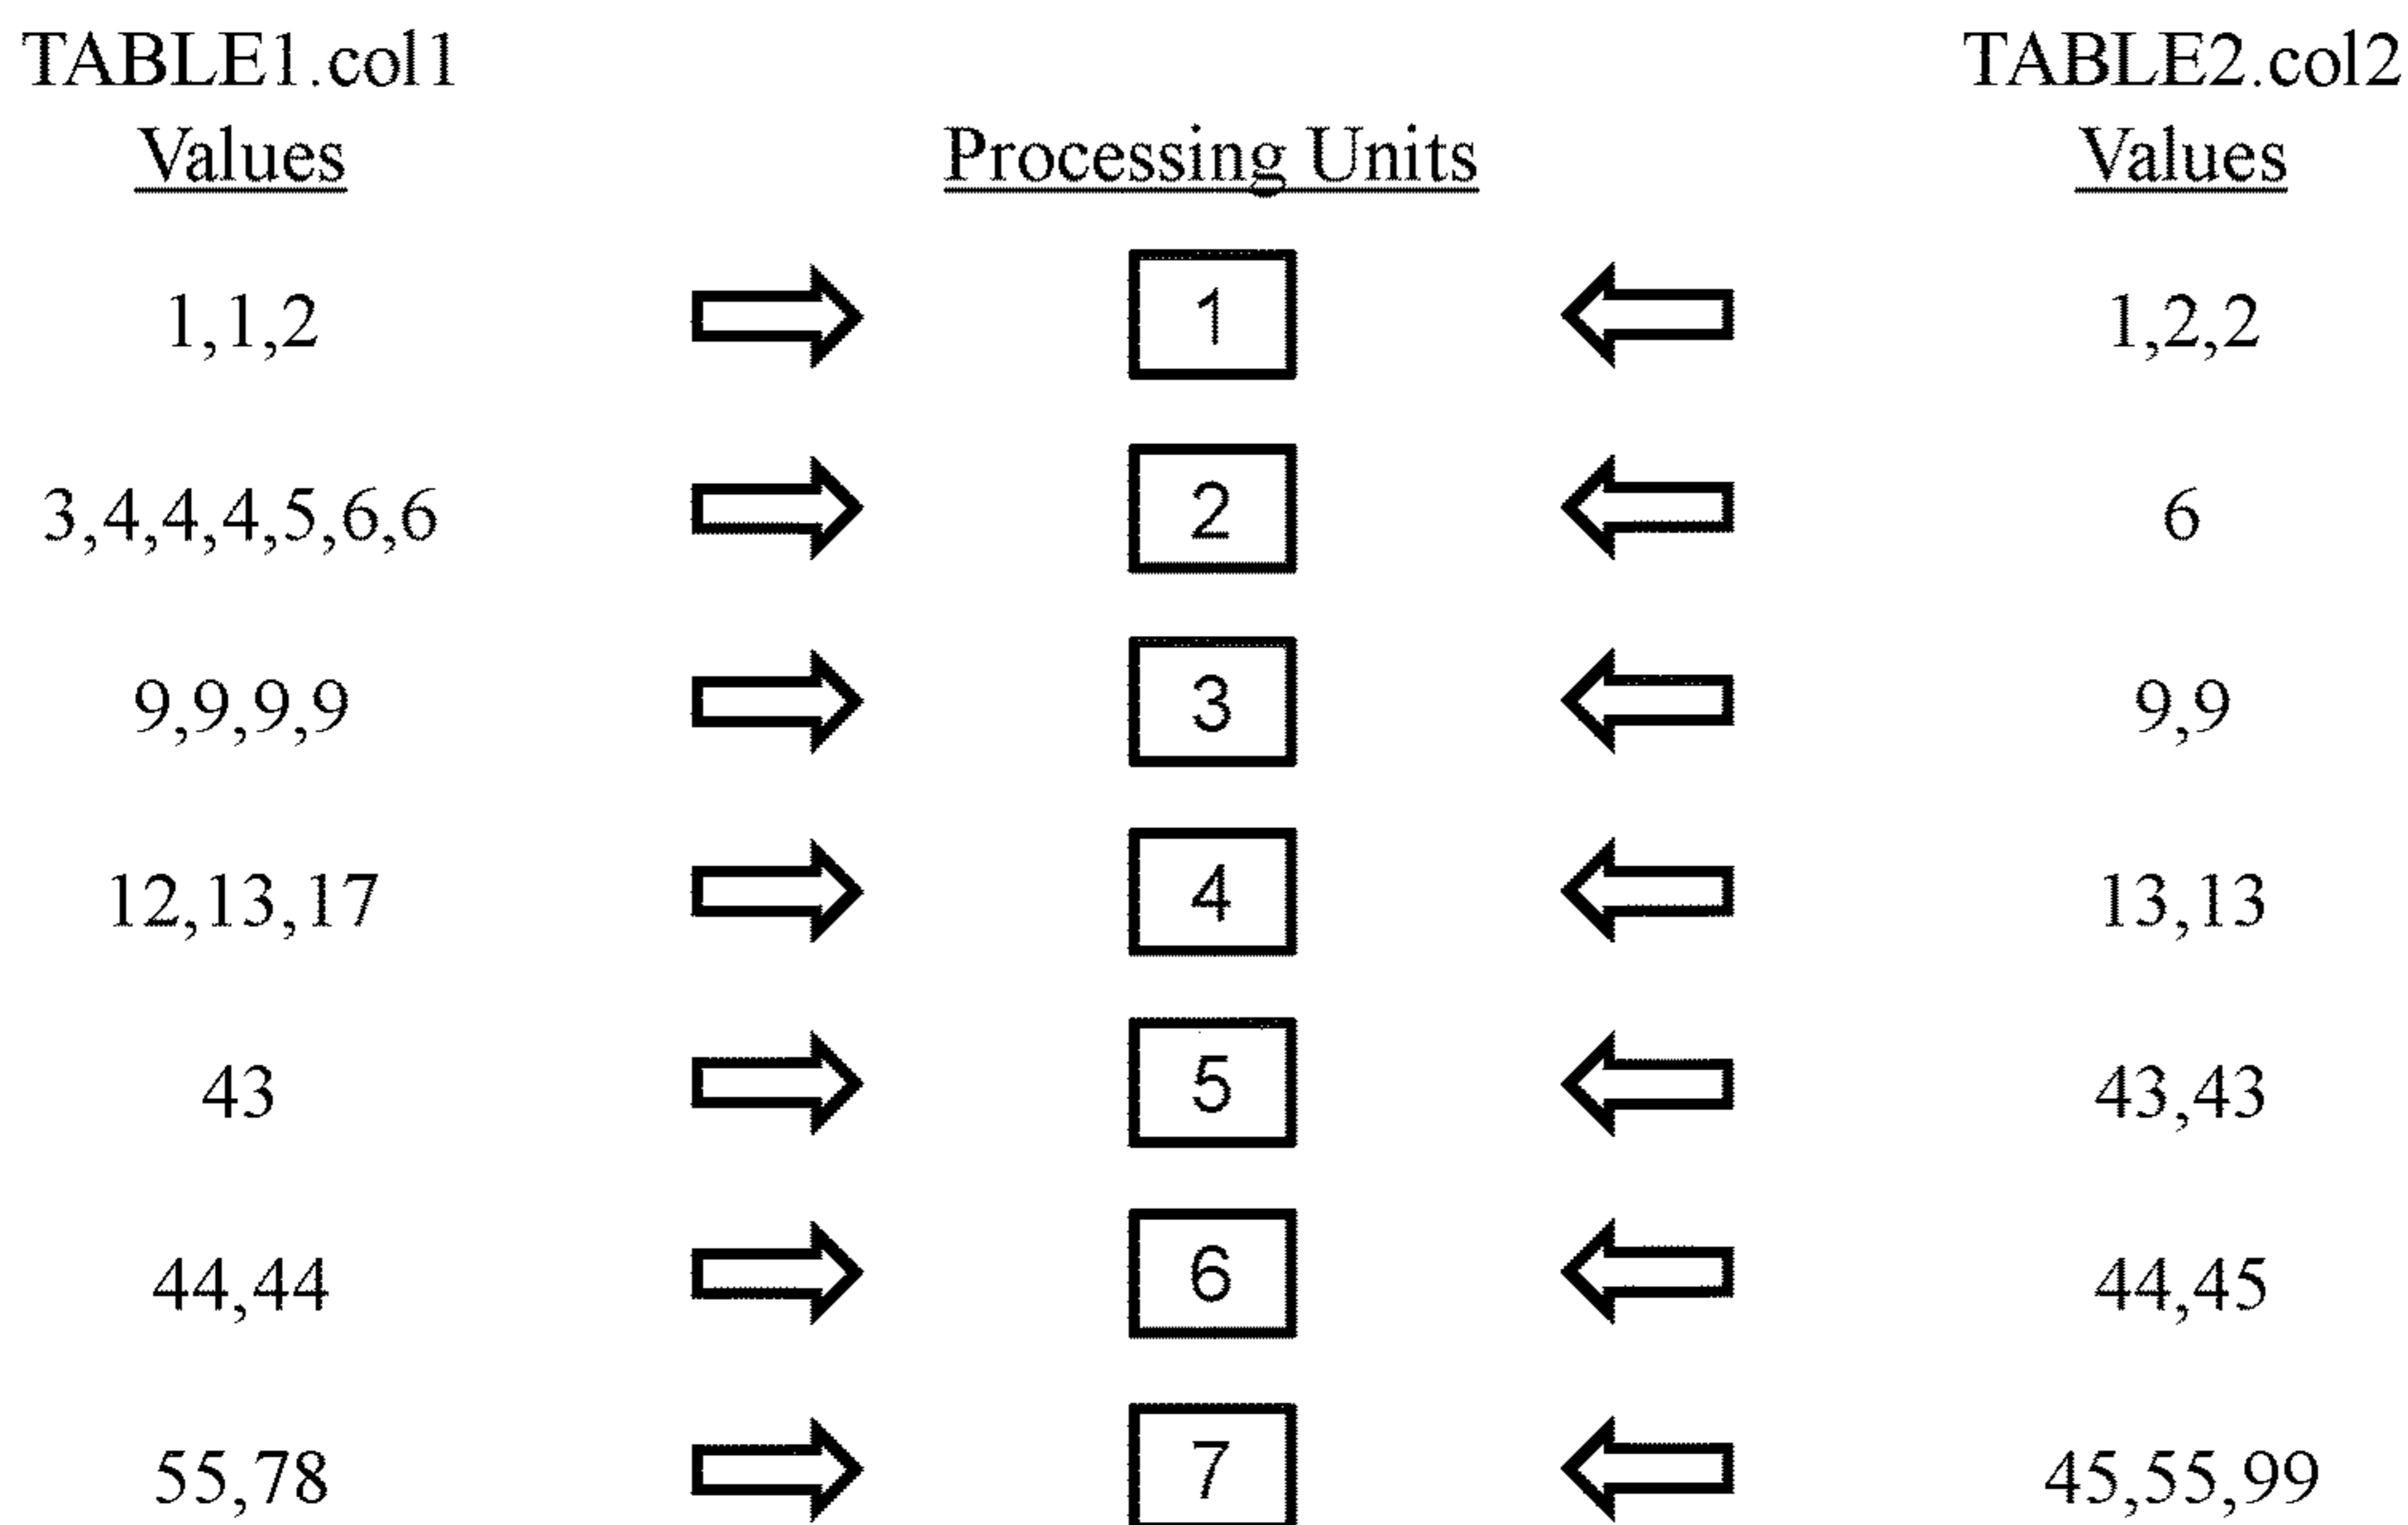 TABLE1.col1 TABLE2.col2
Values Processing Units Values
1,1,2 1 1,2,2
3,4,4,4,5,6,6 2 6
9,9,9,9 3 9,9
12,13,17 4 13,13
43 5 43,43
44,44 6 44,45
55,78 7 45,55,99